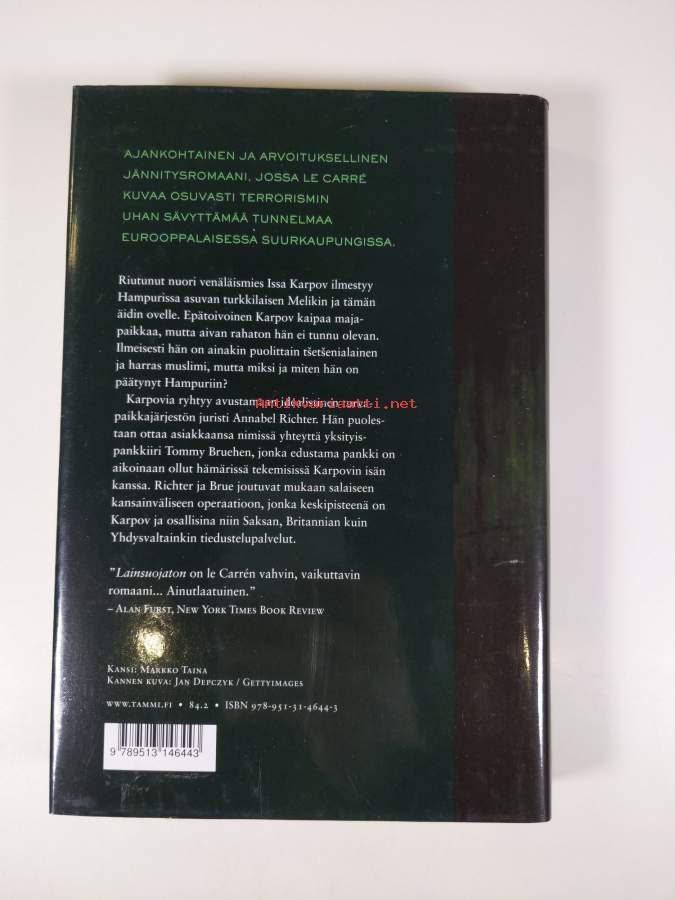 AJANKOHTAINEN JA ARVOITUKSELLINEN
JÄNNITYSROMAANI, JOSSA LE CARRÉ
KUVAA OSUVASTI TERRORISMIN
UHAN SÄVYTTÄMÄÄ TUNNELMAA
EUROOPPALAISESSA SUURKAUPUNGISSA.
Riutunut nuori venäläismies Issa Karpov ilmestyy
Hampurissa asuvan turkkilaisen Melikin ja tämän
äidin ovelle. Epätoivoinen Karpov kaipaa maja-
paikkaa, mutta aivan rahaton hän ei tunnu olevan.
Ilmeisesti hän on ainakin puolittain tšetšenialainen
ja harras muslimi, mutta miksi ja miten hän on
päätynyt Hampuriin?
Karpovia ryhtyy avustamaan idealistinen turva-
Antikvariaatti.net
paikkajärjestön juristi Annabel Richter. Hän puoles-
taan ottaa asiakkaansa nimissä yhteyttä yksityis-
pankkiiri Tommy Bruehen, jonka edustama pankki on
aikoinaan ollut hämärissä tekemisissä Karpovin isän
kanssa. Richter ja Brue joutuvat mukaan salaiseen
kansainväliseen operaatioon, jonka keskipisteenä on
Karpov ja osallisina niin Saksan, Britannian kuin
Yhdysvaltainkin tiedustelupalvelut.
"Lainsuojaton on le Carrén vahvin, vaikuttavin
romaani... Ainutlaatuinen."
– ALAN FURST, NEW YORK TIMES BOOK REVIEW
KANSI: MARKKO TAINA
KANNEN KUVA: JAN DEPCZYK / GETTYIMAGES
WWW.TAMMI.FI • 84.2 • ISBN 978-951-31-4644-3
9 789513 146443